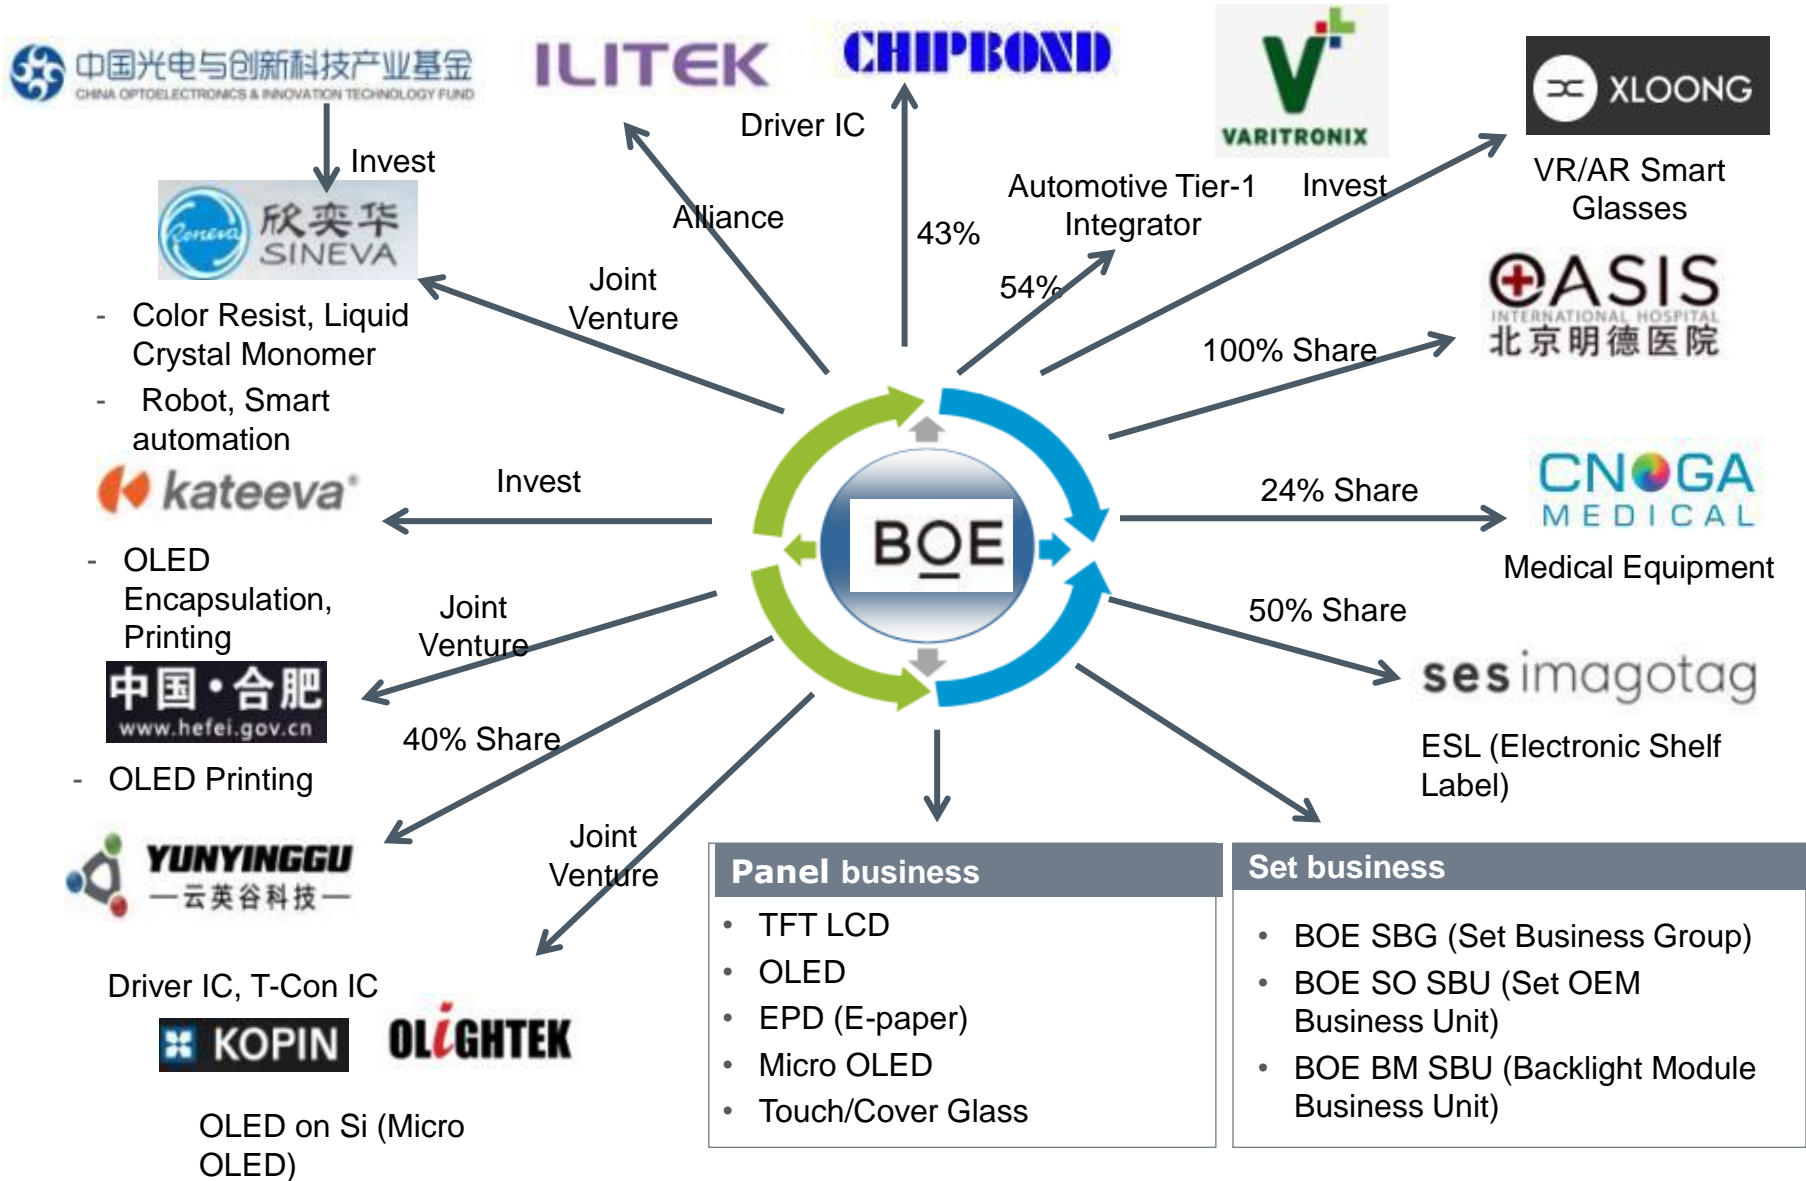 中国光电与创新科技产业基金
CHINA OPTOELECTRONICS & INNOVATION TECHNOLOGY FUND
ILITEK
CHIPBOND
VARITRONIX
XLOONG
Driver IC
Invest
VR/AR Smart
Glasses
Automotive Tier-1
Integrator
Invest
Roneva
欣奕华
SINEVA
Alliance
43%
54%
Joint
Venture
OASIS
INTERNATIONAL HOSPITAL
北京明德医院
100% Share
- Color Resist, Liquid
Crystal Monomer
- Robot, Smart
automation
kateeva®
Invest
BOE
24% Share
CNOGA
MEDICAL
Medical Equipment
- OLED
Encapsulation,
Printing
Joint
Venture
50% Share
ses imagotag
ESL (Electronic Shelf
Label)
中国·合肥
www.hefei.gov.cn
40% Share
- OLED Printing
YUNYINGGU
—云英谷科技—
Joint
Venture
Driver IC, T-Con IC
KOPIN
OLiGHTEK
OLED on Si (Micro
OLED)
Panel business
• TFT LCD
• OLED
• EPD (E-paper)
• Micro OLED
• Touch/Cover Glass
Set business
• BOE SBG (Set Business Group)
• BOE SO SBU (Set OEM
Business Unit)
• BOE BM SBU (Backlight Module
Business Unit)